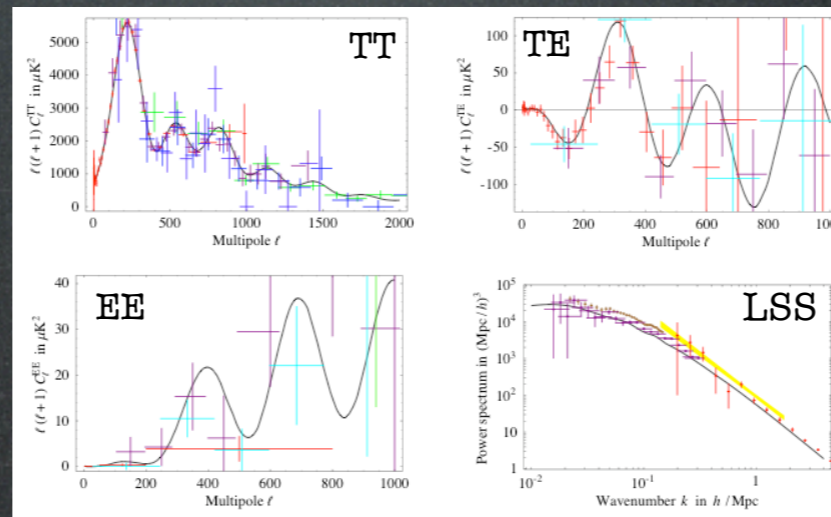 TT
ℓ (ℓ + 1) C_ℓ^TT in μK²
5000
4000
3000
2000
1000
0
0 500 1000 1500 2000
Multipole ℓ
TE
ℓ (ℓ + 1) C_ℓ^TE in μK²
100
50
0
-50
-100
0 200 400 600 800 100
Multipole ℓ
EE
ℓ (ℓ + 1) C_ℓ^EE in μK²
40
30
20
10
0
0 200 400 600 800 1000
Multipole ℓ
LSS
Power spectrum in (Mpc / h)³
10⁵
10⁴
10³
10²
10
1
10⁻² 10⁻¹ 1
Wavenumber k in h / Mpc